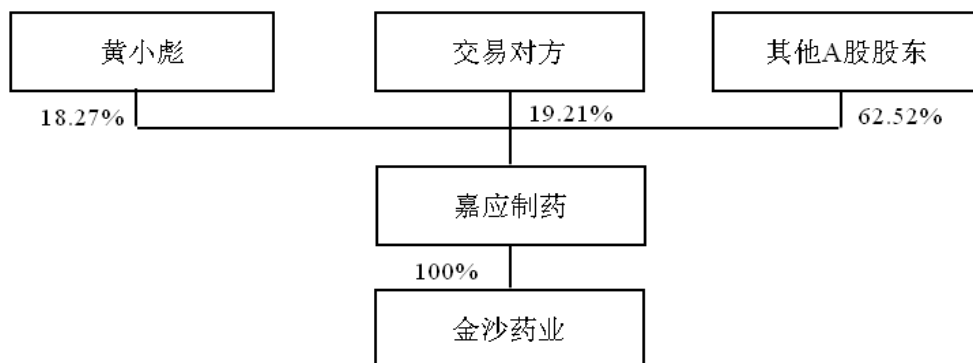 黄小彪
交易对方
其他A股股东
18.27%
19.21%
62.52%
嘉应制药
100%
金沙药业